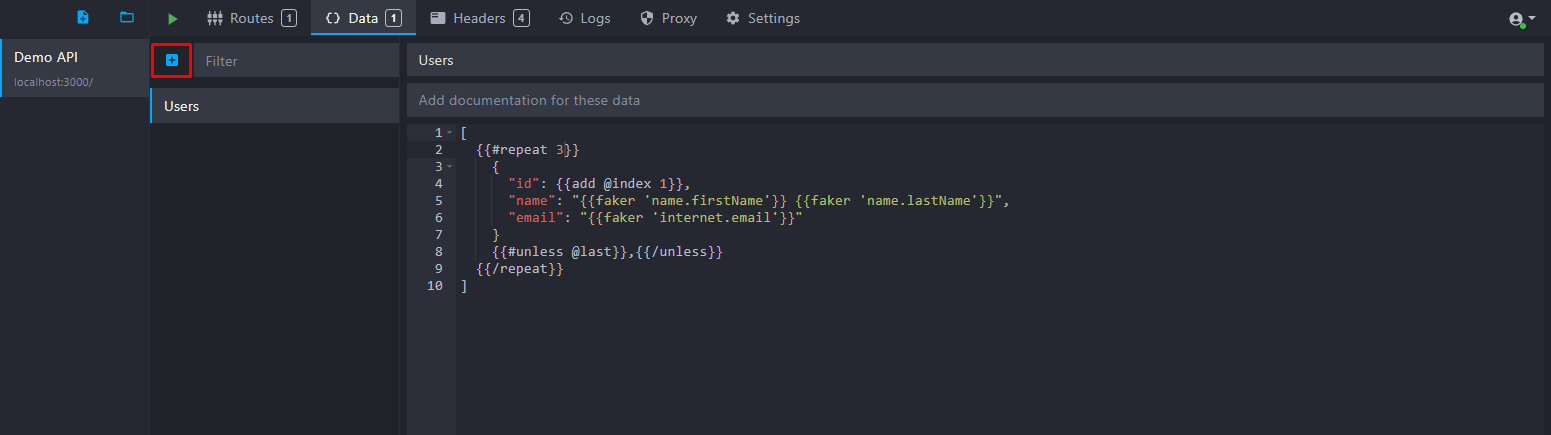 Routes 1 Data 1 Headers 4 Logs Proxy Settings
Demo API
localhost:3000/
Filter
Users
Users
Add documentation for these data
1 [
2 {{#repeat 3}}
3 {
4 "id": {{add @index 1}},
5 "name": "{{faker 'name.firstName'}} {{faker 'name.lastName'}}",
6 "email": "{{faker 'internet.email'}}"
7 }
8 {{#unless @last}},{{/unless}}
9 {{/repeat}}
10 ]